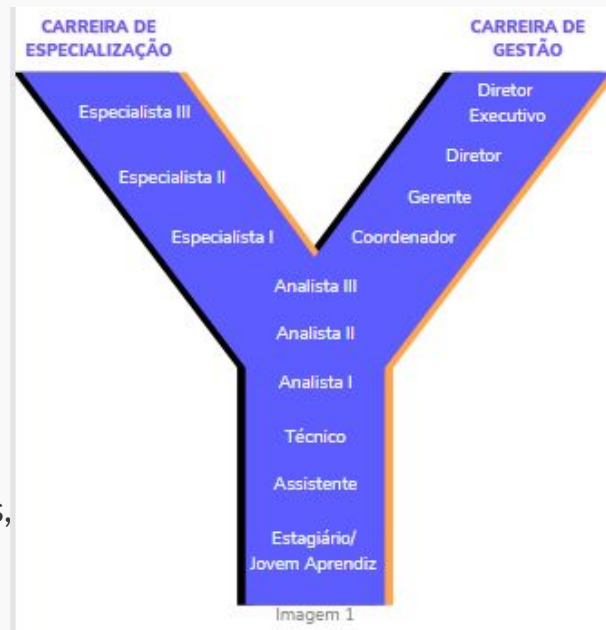 CARREIRA DE
ESPECIALIZAÇÃO
CARREIRA DE
GESTÃO
Diretor
Executivo
Especialista III
Diretor
Especialista II
Gerente
Especialista I
Coordenador
Analista III
Analista II
Analista I
Técnico
Assistente
s,
Estagiário/
Jovem Aprendiz
Imagem 1